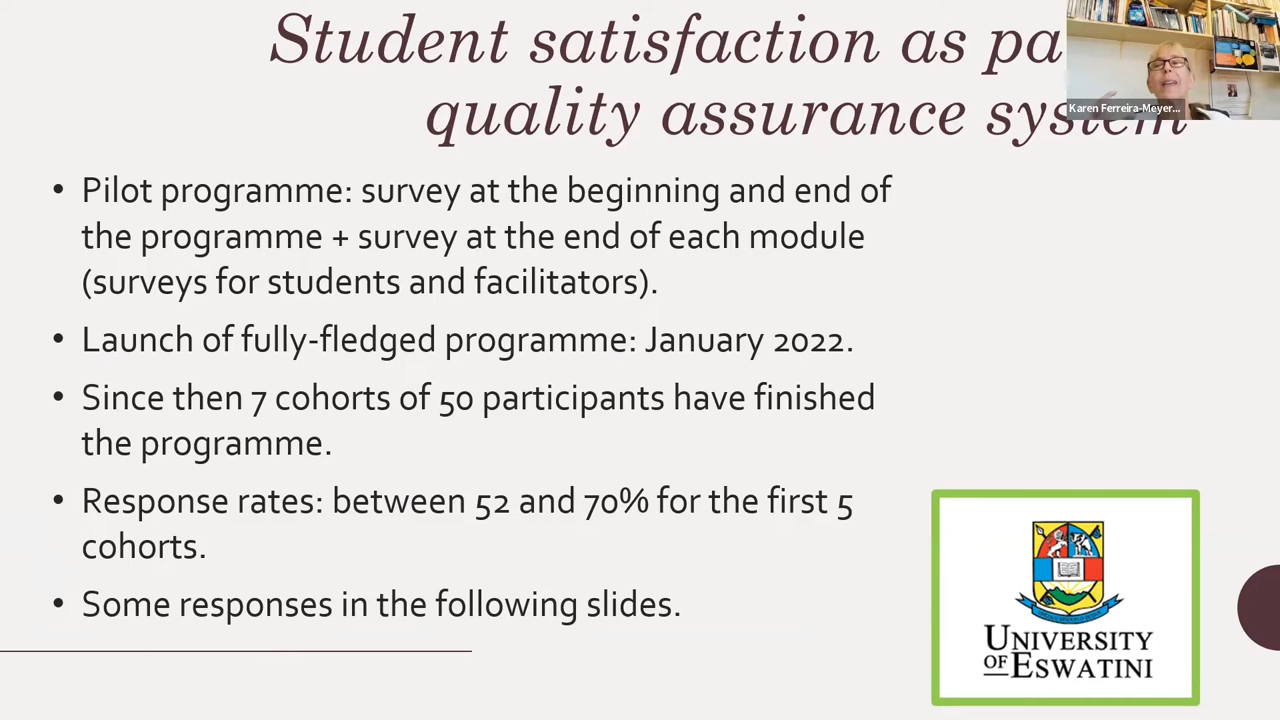 Student satisfaction as pa
quality assurance system
Karen Ferreira-Meyer...
• Pilot programme: survey at the beginning and end of
the programme + survey at the end of each module
(surveys for students and facilitators).
• Launch of fully-fledged programme: January 2022.
• Since then 7 cohorts of 50 participants have finished
the programme.
• Response rates: between 52 and 70% for the first 5
cohorts.
• Some responses in the following slides.
UNIVERSITY
OF ESWATINI